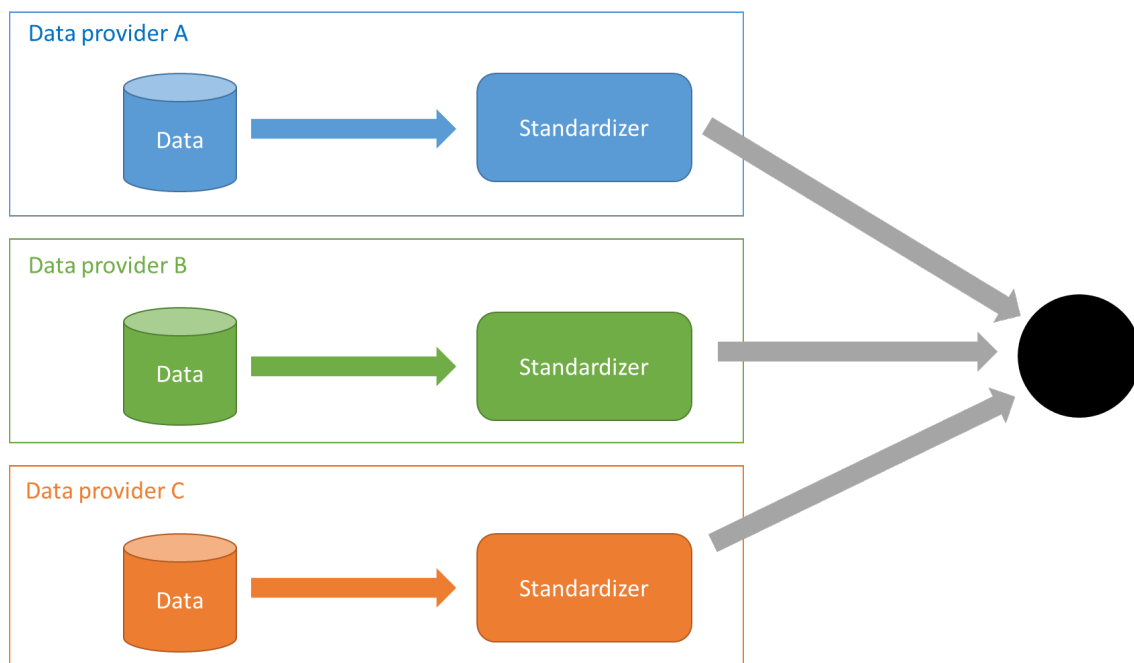 Data provider A
Data
Standardizer
Data provider B
Data
Standardizer
Data provider C
Data
Standardizer